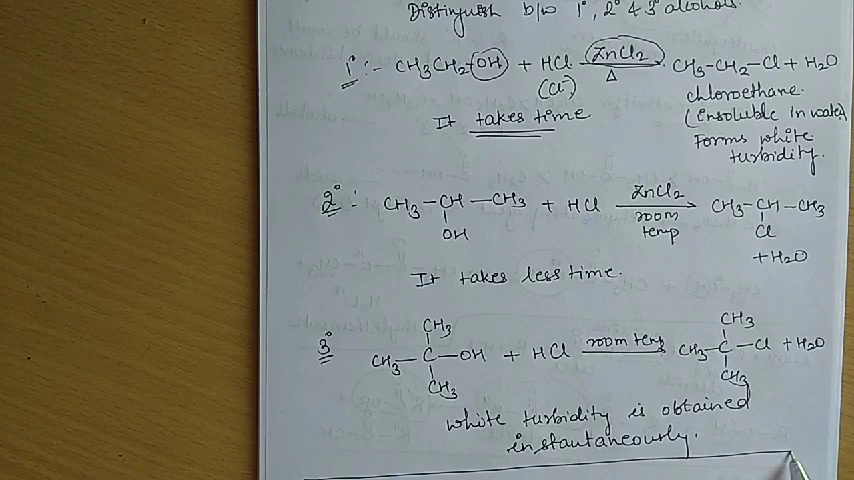 Distinguish b/w 1°, 2° & 3° alcohols.
1° :- CH3CH2-OH + HCl ZnCl2 Δ CH3-CH2-Cl + H2O
(Cl-)
chloroethane.
It takes time
(insoluble in water)
Forms white
turbidity.
2° : CH3-CH-CH3 + HCl ZnCl2 room temp CH3-CH-CH3
OH Cl
+H2O
It takes less time.
3° CH3-C-OH + HCl room temp CH3-C-Cl + H2O
CH3 CH3
CH3 CH3
white turbidity is obtained
instantaneously.